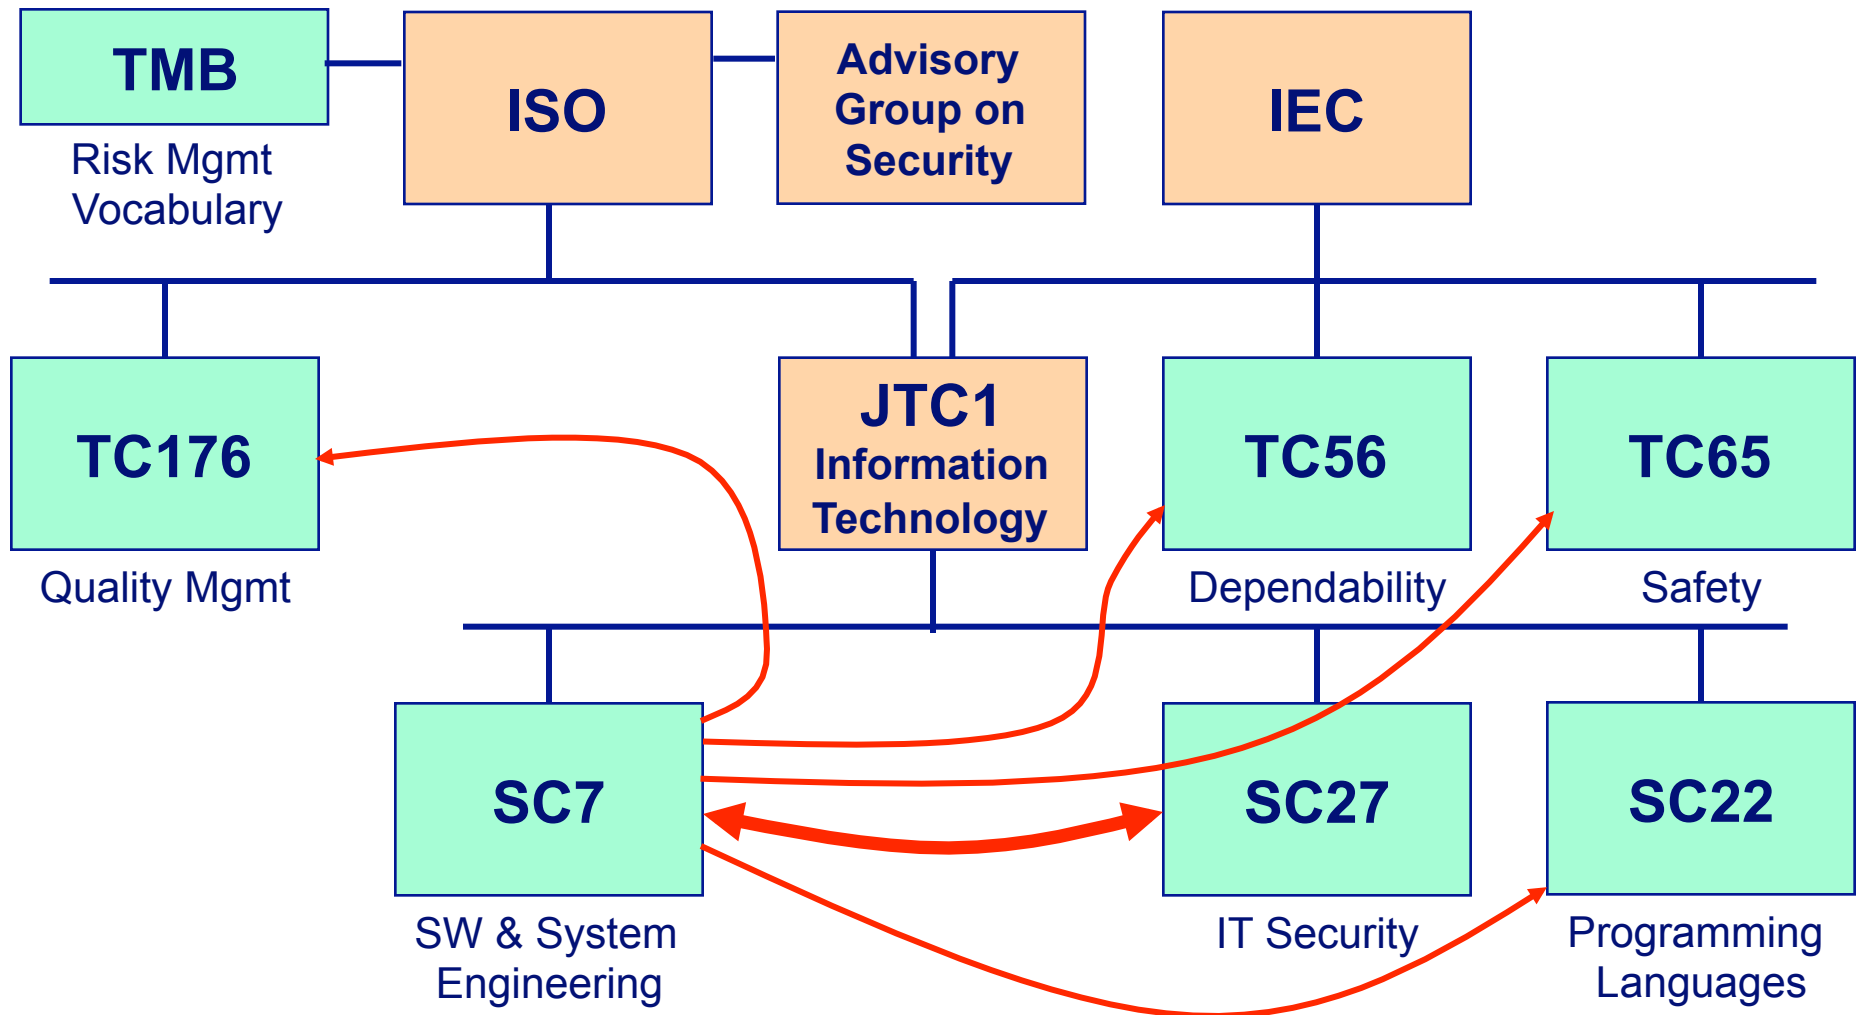 TMB
Risk Mgmt
Vocabulary
ISO
Advisory
Group on
Security
IEC
TC176
Quality Mgmt
JTC1
Information
Technology
TC56
Dependability
TC65
Safety
SC7
SW & System
Engineering
SC27
IT Security
SC22
Programming
Languages